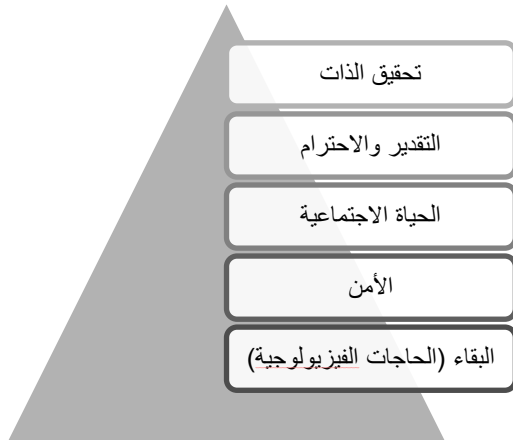 تحقيق الذات
التقدير والاحترام
الحياة الاجتماعية
الأمن
البقاء (الحاجات الفيزيولوجية)